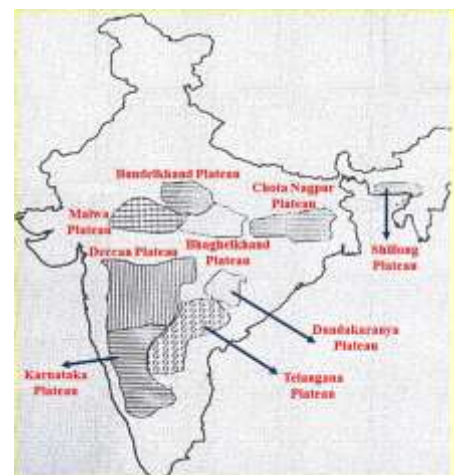 Bundelkhand Plateau
Chota Nagpur
Plateau
Malwa
Plateau
Deccan Plateau
Bhaghelkhand
Plateau
Shillong
Plateau
Dandakaranya
Plateau
Karnataka
Plateau
Telangana
Plateau